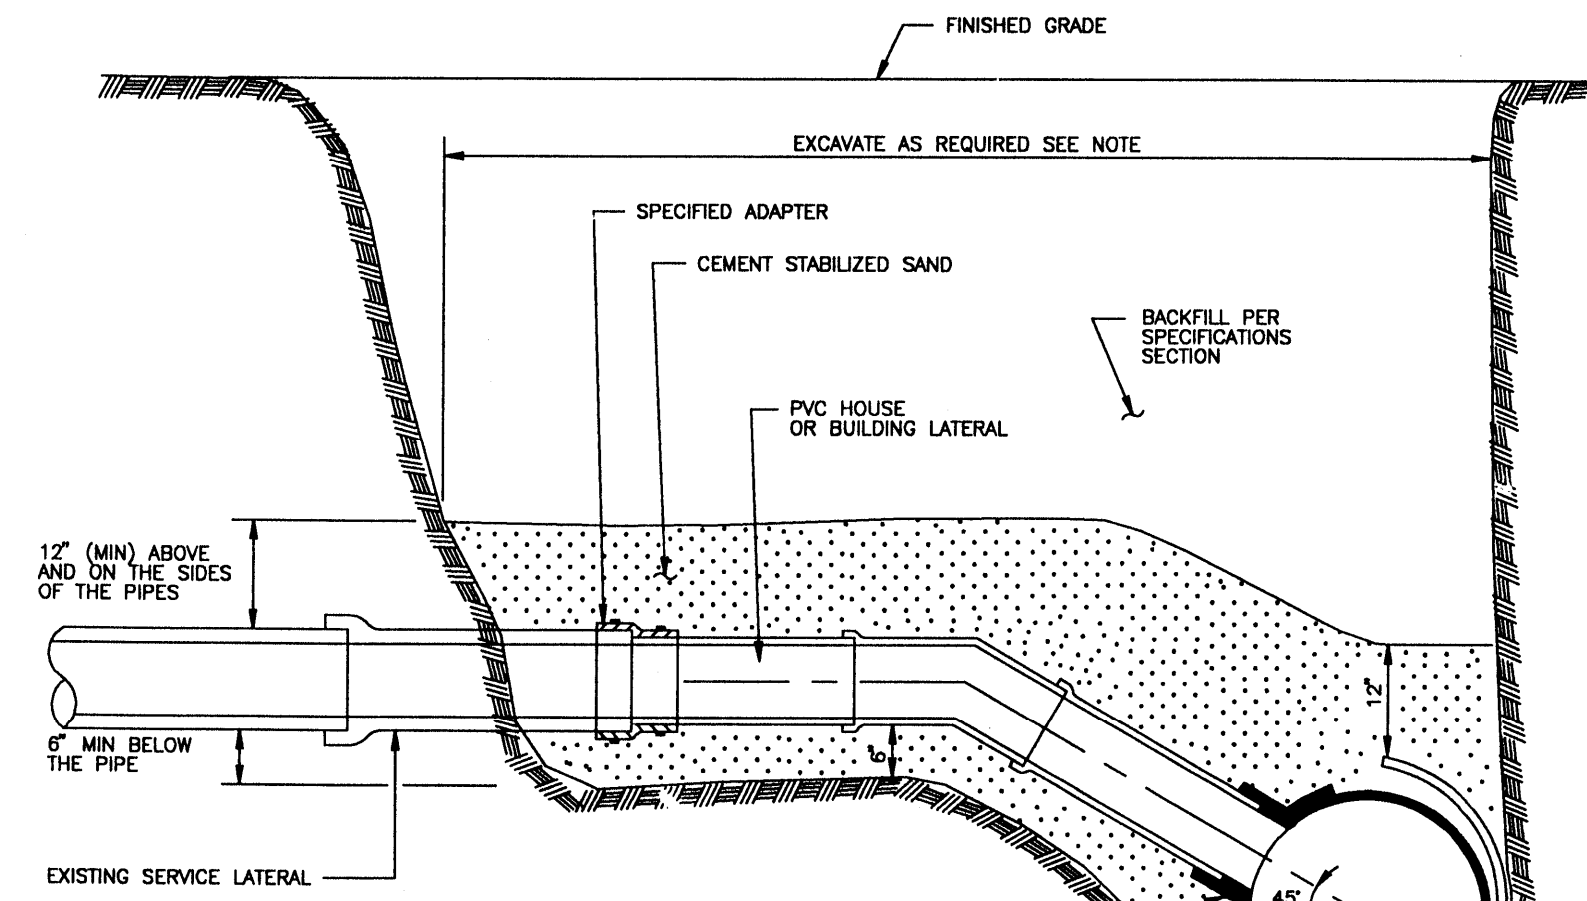 FINISHED GRADE
EXCAVATE AS REQUIRED SEE NOTE
SPECIFIED ADAPTER
CEMENT STABILIZED SAND
BACKFILL PER
SPECIFICATIONS
SECTION
PVC HOUSE
OR BUILDING LATERAL
12" (MIN) ABOVE
AND ON THE SIDES
OF THE PIPES
12"
6" MIN BELOW
THE PIPE
6"
EXISTING SERVICE LATERAL
45°